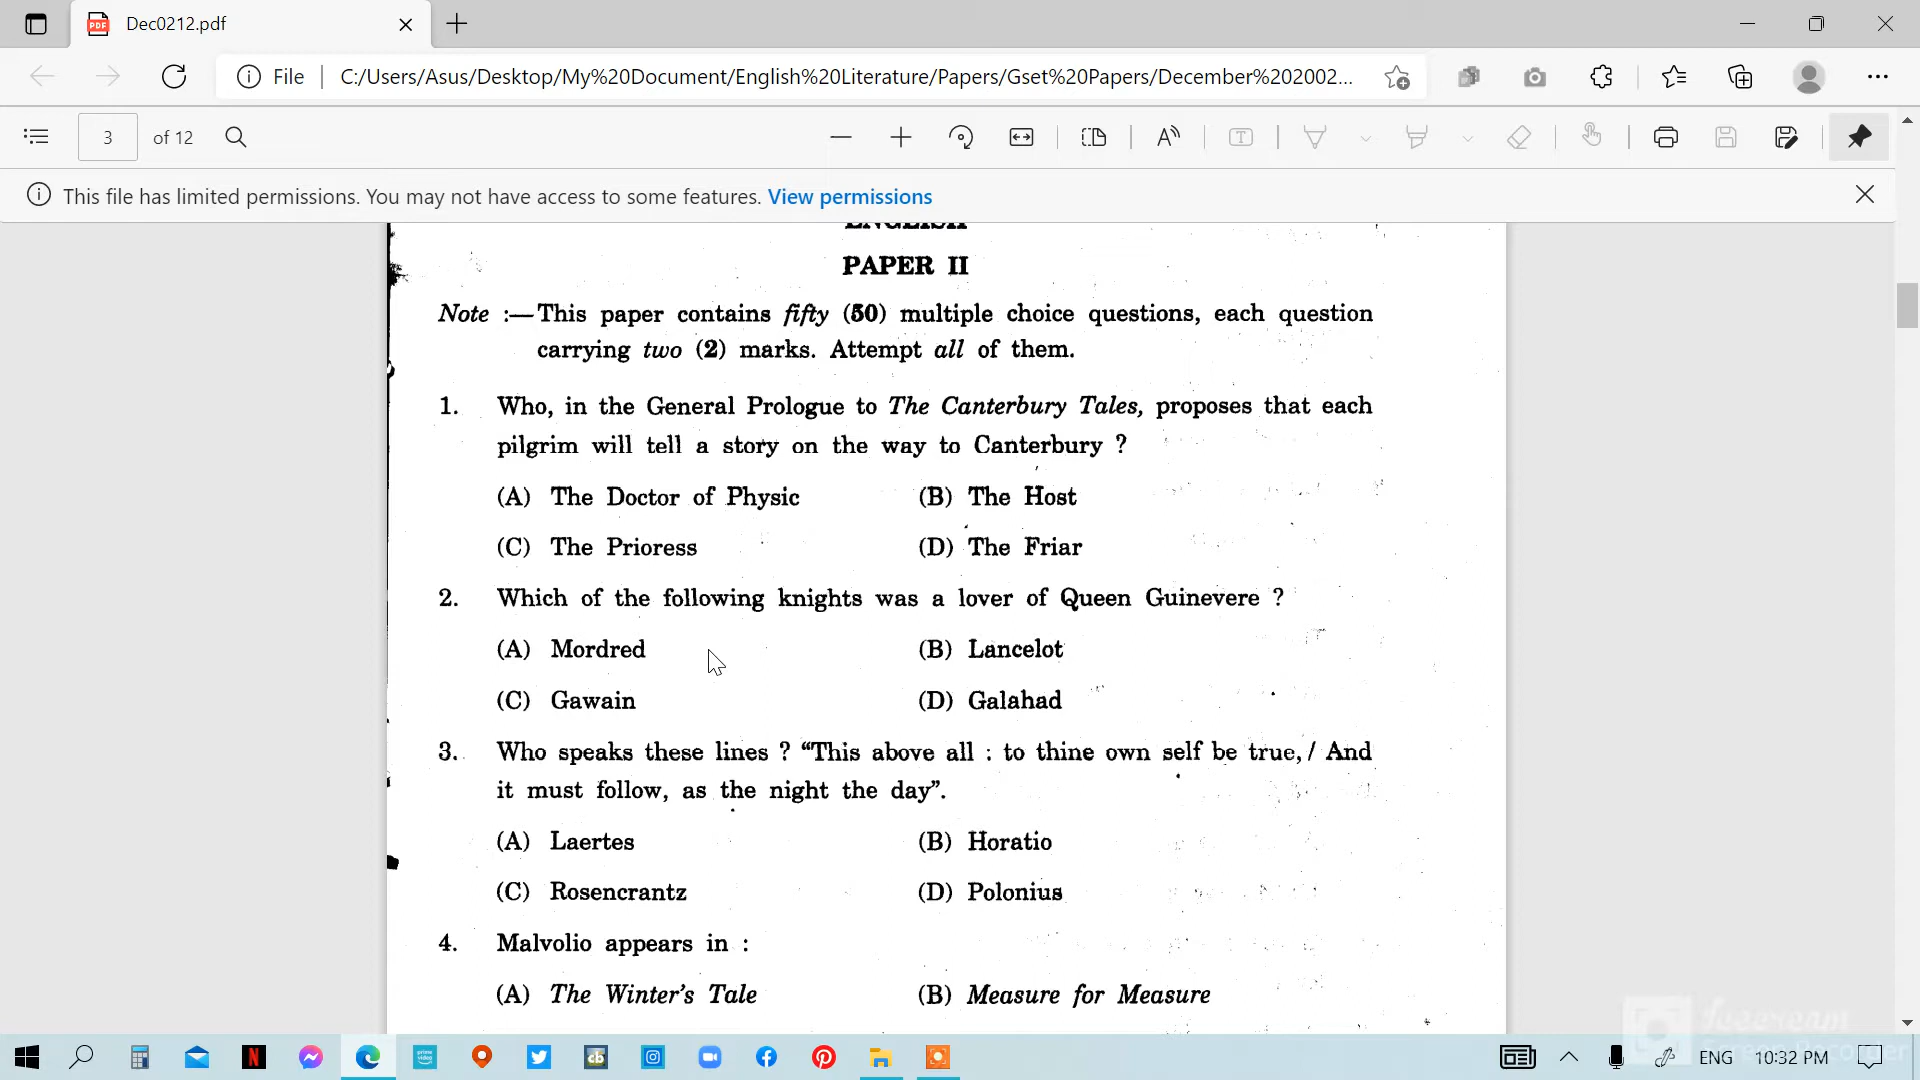 Dec0212.pdf
File
C:/Users/Asus/Desktop/My%20Document/English%20Literature/Papers/Gset%20Papers/December%202002...
3 of 12
This file has limited permissions. You may not have access to some features. View permissions
ENGLISH
PAPER II
Note :— This paper contains fifty (50) multiple choice questions, each question
carrying two (2) marks. Attempt all of them.
1. Who, in the General Prologue to The Canterbury Tales, proposes that each
pilgrim will tell a story on the way to Canterbury ?
(A) The Doctor of Physic (B) The Host
(C) The Prioress (D) The Friar
2. Which of the following knights was a lover of Queen Guinevere ?
(A) Mordred (B) Lancelot
(C) Gawain (D) Galahad
3. Who speaks these lines ? “This above all : to thine own self be true, / And
it must follow, as the night the day”.
(A) Laertes (B) Horatio
(C) Rosencrantz (D) Polonius
4. Malvolio appears in :
(A) The Winter's Tale (B) Measure for Measure
Icecream
Screen Recorder
ENG 10:32 PM